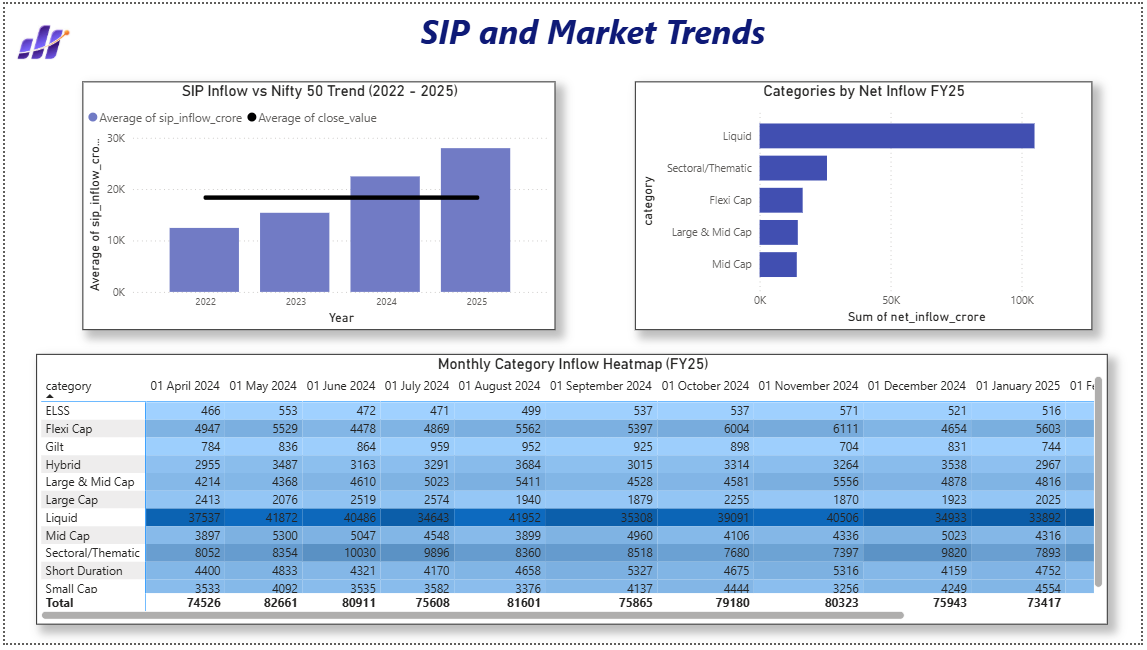 SIP and Market Trends
SIP Inflow vs Nifty 50 Trend (2022 - 2025)
Average of sip_inflow_crore Average of close_value
Average of sip_inflow_cro...
30K
20K
10K
0K
2022 2023 2024 2025
Year
Categories by Net Inflow FY25
category
Liquid
Sectoral/Thematic
Flexi Cap
Large & Mid Cap
Mid Cap
0K 50K 100K
Sum of net_inflow_crore
Monthly Category Inflow Heatmap (FY25)
category 01 April 2024 01 May 2024 01 June 2024 01 July 2024 01 August 2024 01 September 2024 01 October 2024 01 November 2024 01 December 2024 01 January 2025 01 Fe
ELSS 466 553 472 471 499 537 537 571 521 516
Flexi Cap 4947 5529 4478 4869 5562 5397 6004 6111 4654 5603
Gilt 784 836 864 959 952 925 898 704 831 744
Hybrid 2955 3487 3163 3291 3684 3015 3314 3264 3538 2967
Large & Mid Cap 4214 4368 4610 5023 5411 4528 4581 5556 4878 4816
Large Cap 2413 2076 2519 2574 1940 1879 2255 1870 1923 2025
Liquid 37537 41872 40486 34643 41952 35308 39091 40506 34933 33892
Mid Cap 3897 5300 5047 4548 3899 4960 4106 4336 5023 4316
Sectoral/Thematic 8052 8354 10030 9896 8360 8518 7680 7397 9820 7893
Short Duration 4400 4833 4321 4170 4658 5327 4675 5316 4159 4752
Small Cap 3533 4092 3535 3582 3376 4137 4444 3256 4249 4554
Total 74526 82661 80911 75608 81601 75865 79180 80323 75943 73417